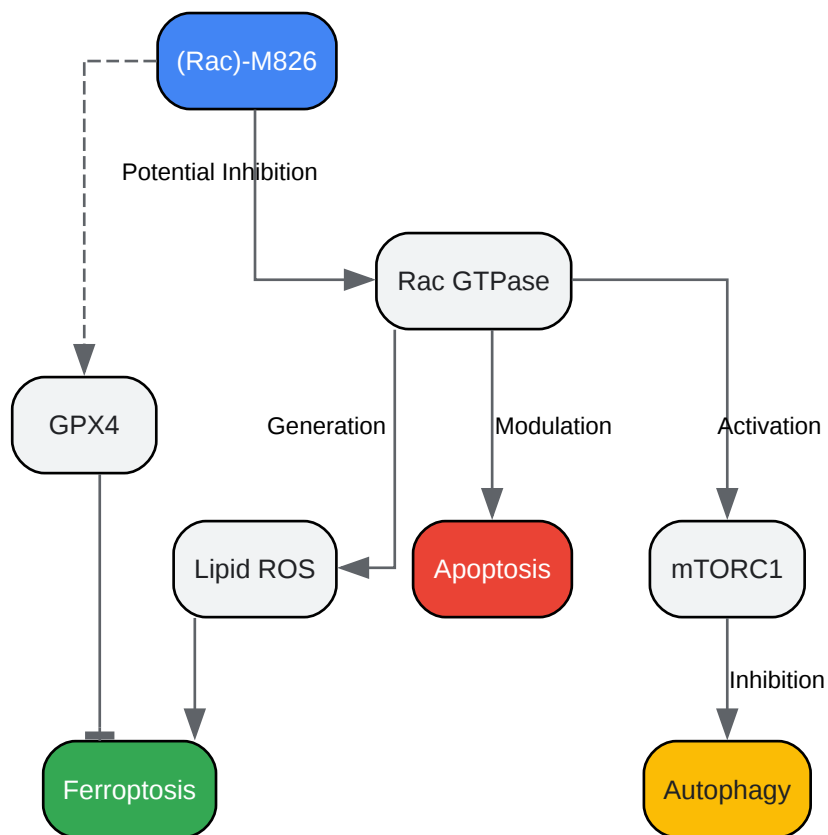 (Rac)-M826
Potential Inhibition
Rac GTPase
GPX4
Generation
Modulation
Activation
Lipid ROS
Apoptosis
mTORC1
Inhibition
Ferroptosis
Autophagy